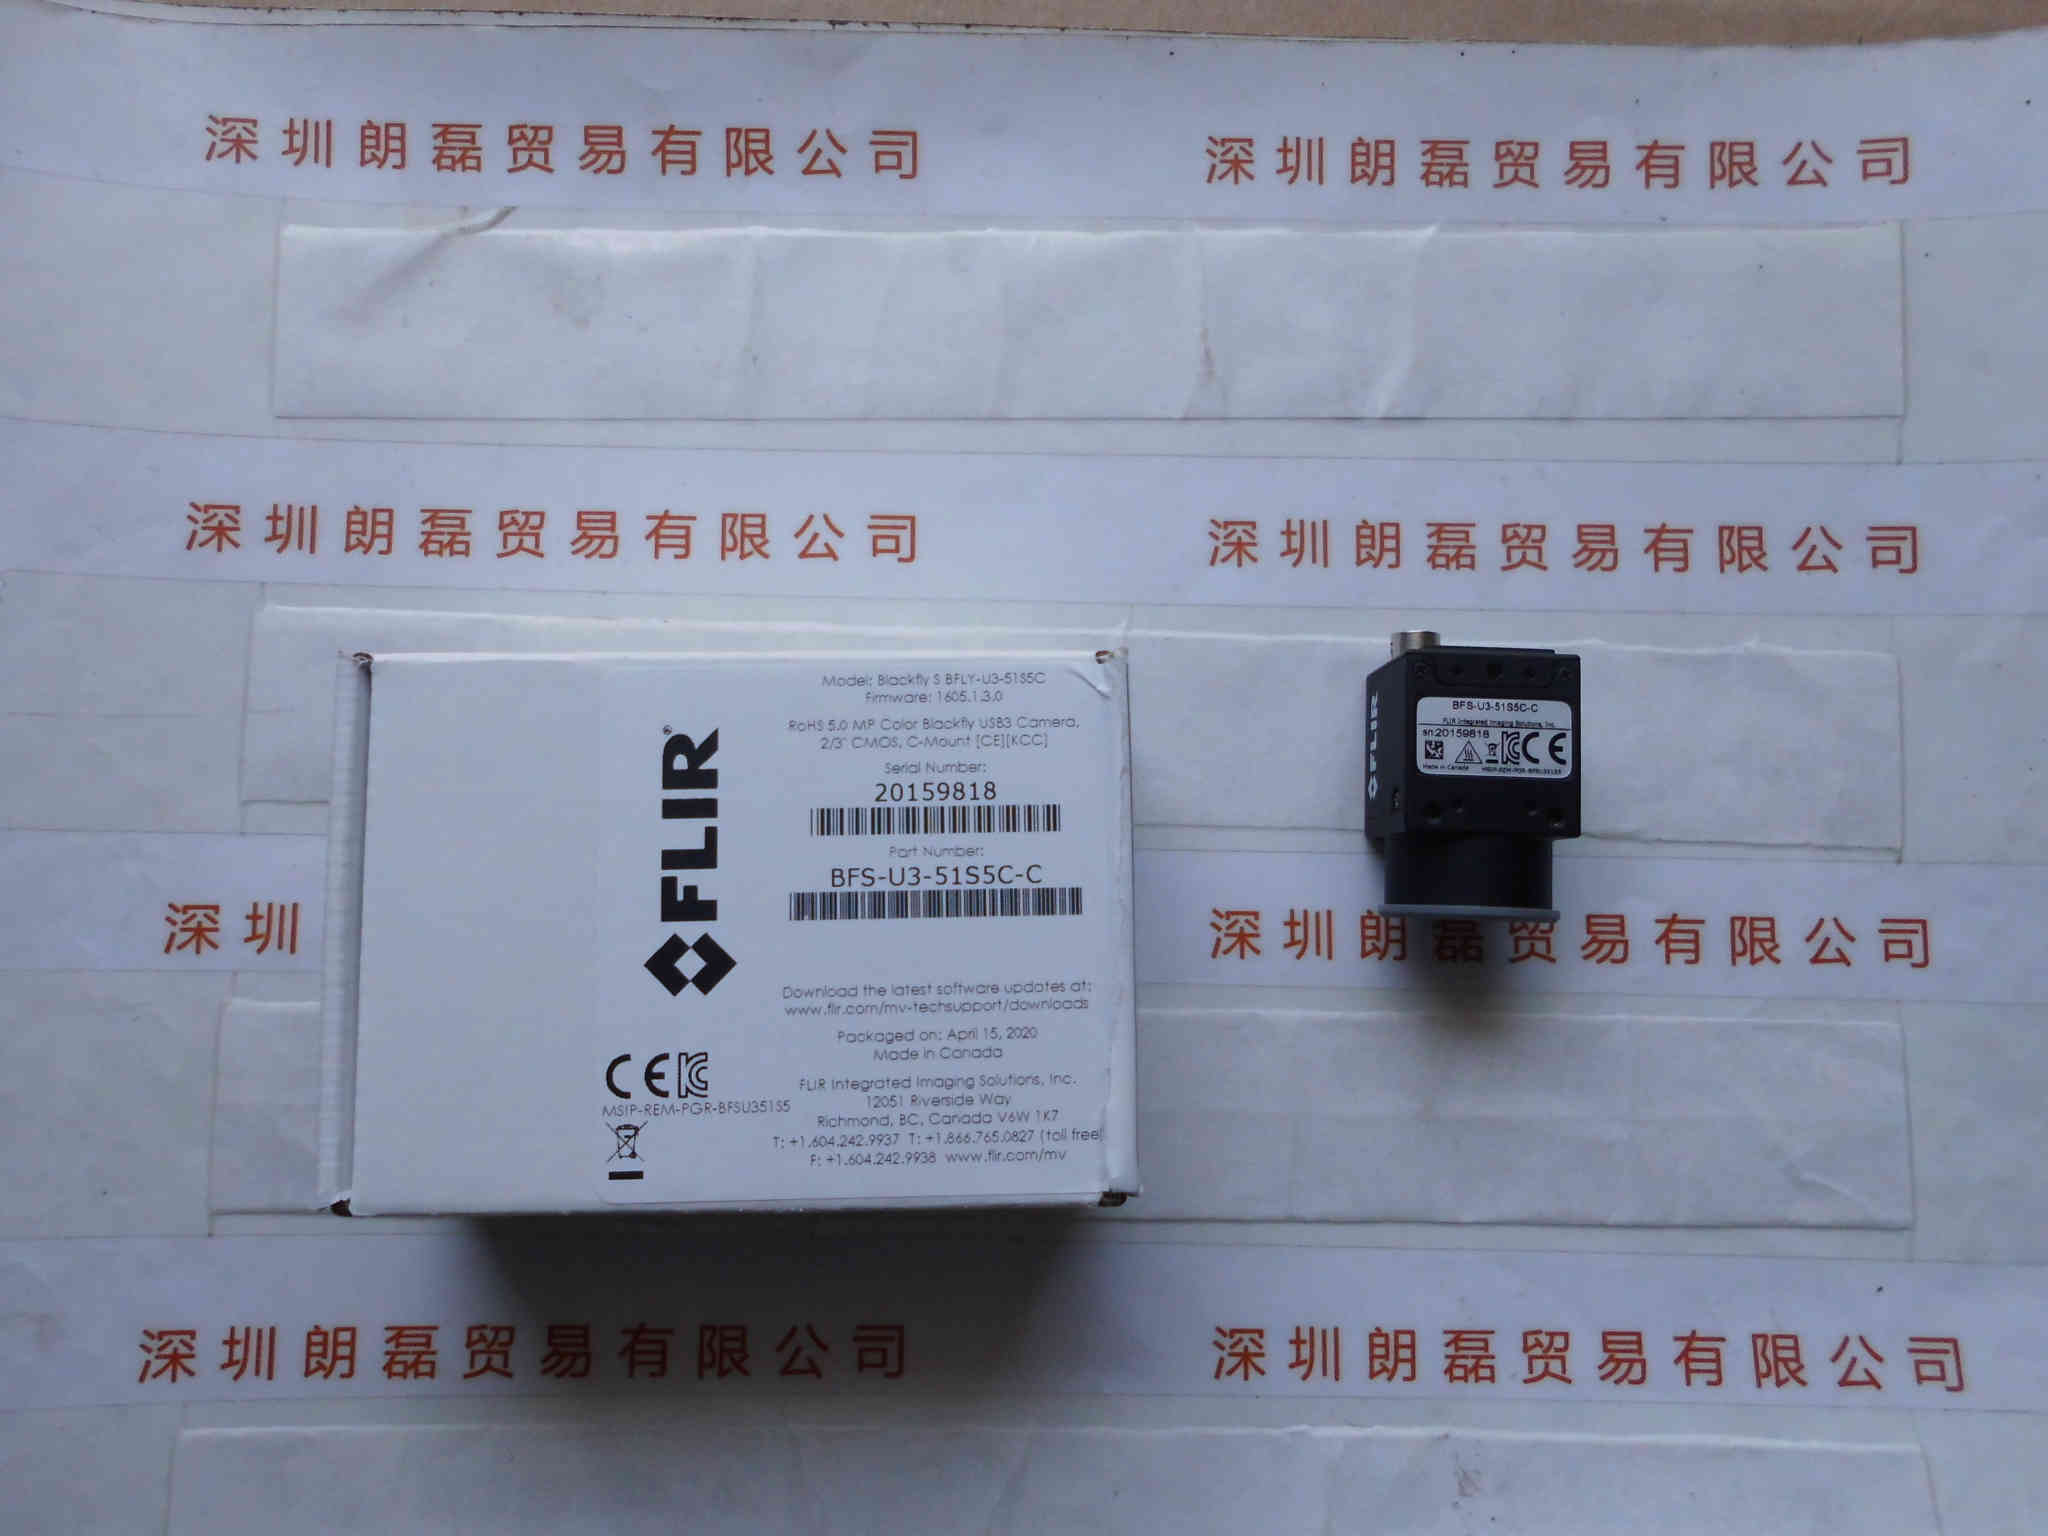 深圳朗磊贸易有限公司 深圳朗磊贸易有限公司
深圳朗磊贸易有限公司 深圳朗磊贸易有限公司
Model: Blackfly S BFLY-U3-51S5C
Firmware: 1605.1.3.0
RoHS 5.0 MP Color Blackfly USB3 Camera,
2/3" CMOS, C-Mount [CE][KCC]
Serial Number:
20159818
Part Number:
BFS-U3-51S5C-C
FLIR®
Download the latest software updates at:
www.flir.com/mv-techsupport/downloads
Packaged on: April 15, 2020
Made in Canada
CE
MSIP-REM-PGR-BFSU351S5
FLIR Integrated Imaging Solutions, Inc.
12051 Riverside Way
Richmond, BC, Canada V6W 1K7
T: +1.604.242.9937 T: +1.866.765.0827 (toll free)
F: +1.604.242.9938 www.flir.com/mv
FLIR
BFS-U3-51S5C-C
FLIR Integrated Imaging Solutions, Inc.
sn:20159818
CE
Made in Canada MSIP-REM-PGR-BFSU351S5
深圳 深圳朗磊贸易有限公司
深圳朗磊贸易有限公司 深圳朗磊贸易有限公司